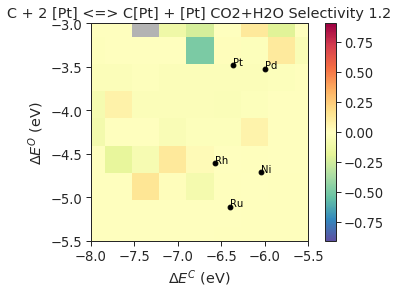 C + 2 [Pt] <=> C[Pt] + [Pt] CO2+H2O Selectivity 1.2
−3.0
−3.5
−4.0
−4.5
−5.0
−5.5
ΔE^O (eV)
Pt
Pd
Rh
Ni
Ru
−8.0 −7.5 −7.0 −6.5 −6.0 −5.5
ΔE^C (eV)
0.75
0.50
0.25
0.00
−0.25
−0.50
−0.75